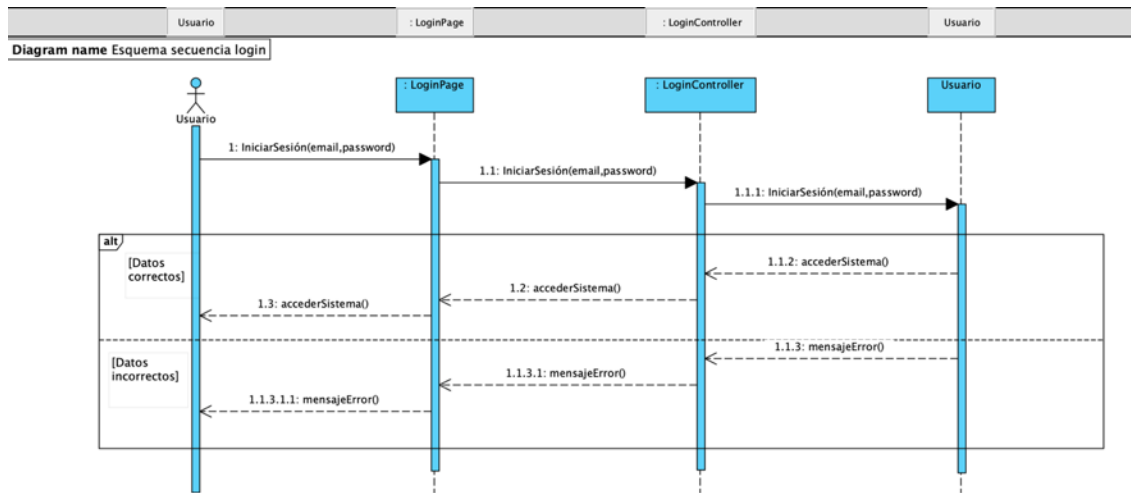 Usuario
: LoginPage
: LoginController
Usuario
Diagram name Esquema secuencia login
: LoginPage
: LoginController
Usuario
Usuario
1: IniciarSesión(email,password)
1.1: IniciarSesión(email,password)
1.1.1: IniciarSesión(email,password)
alt
[Datos
correctos]
1.1.2: accederSistema()
1.2: accederSistema()
1.3: accederSistema()
1.1.3: mensajeError()
[Datos
incorrectos]
1.1.3.1: mensajeError()
1.1.3.1.1: mensajeError()